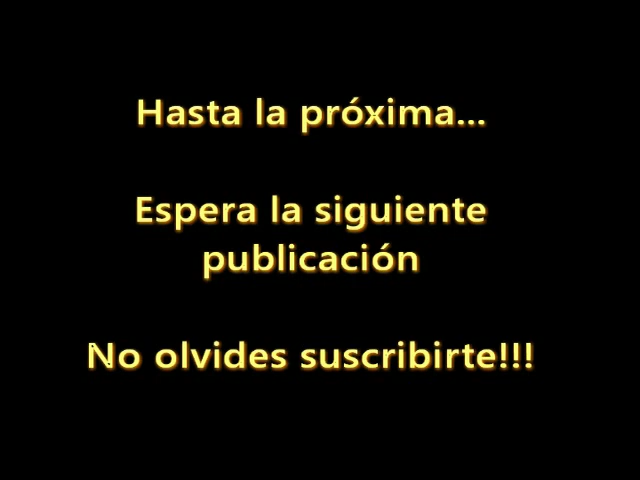 Hasta la próxima...
Espera la siguiente
publicación
No olvides suscribirte!!!